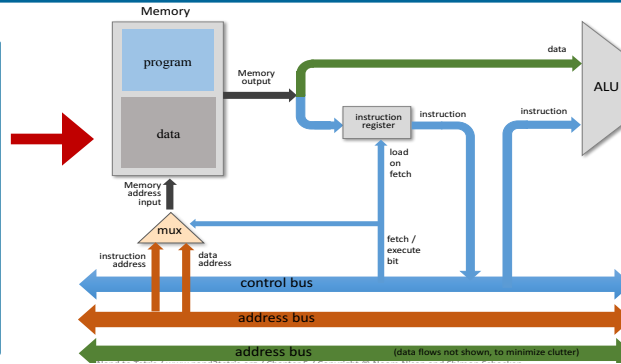 Memory
program
data
Memory
output
data
ALU
instruction
register
instruction
instruction
load
on
fetch
Memory
address
input
mux
instruction
address
data
address
fetch /
execute
bit
control bus
address bus
address bus
(data flows not shown, to minimize clutter)